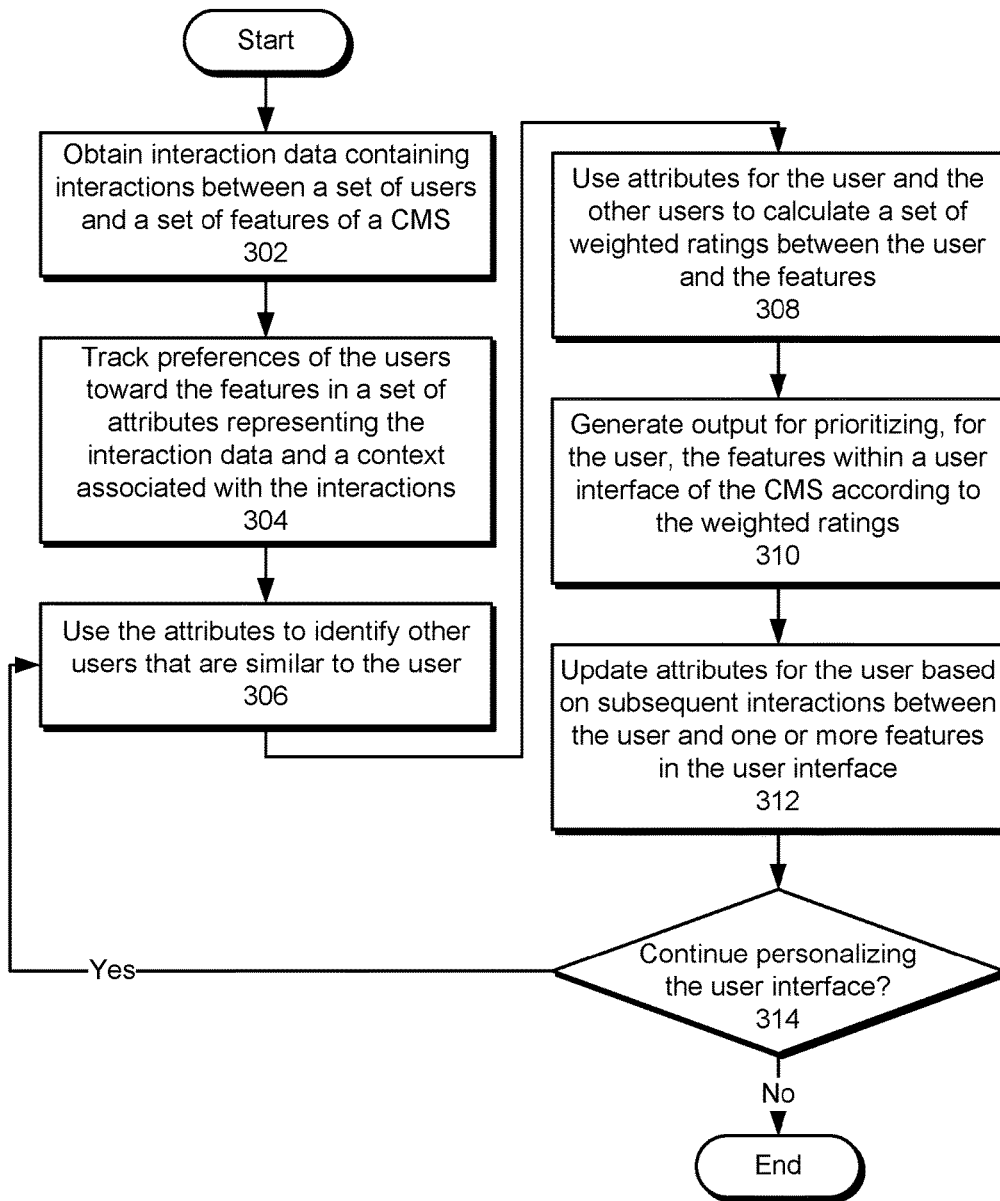 Start
Obtain interaction data containing
interactions between a set of users
and a set of features of a CMS
302
Track preferences of the users
toward the features in a set of
attributes representing the
interaction data and a context
associated with the interactions
304
Use the attributes to identify other
users that are similar to the user
306
Use attributes for the user and the
other users to calculate a set of
weighted ratings between the user
and the features
308
Generate output for prioritizing, for
the user, the features within a user
interface of the CMS according to
the weighted ratings
310
Update attributes for the user based
on subsequent interactions between
the user and one or more features
in the user interface
312
Continue personalizing
the user interface?
314
Yes
No
End